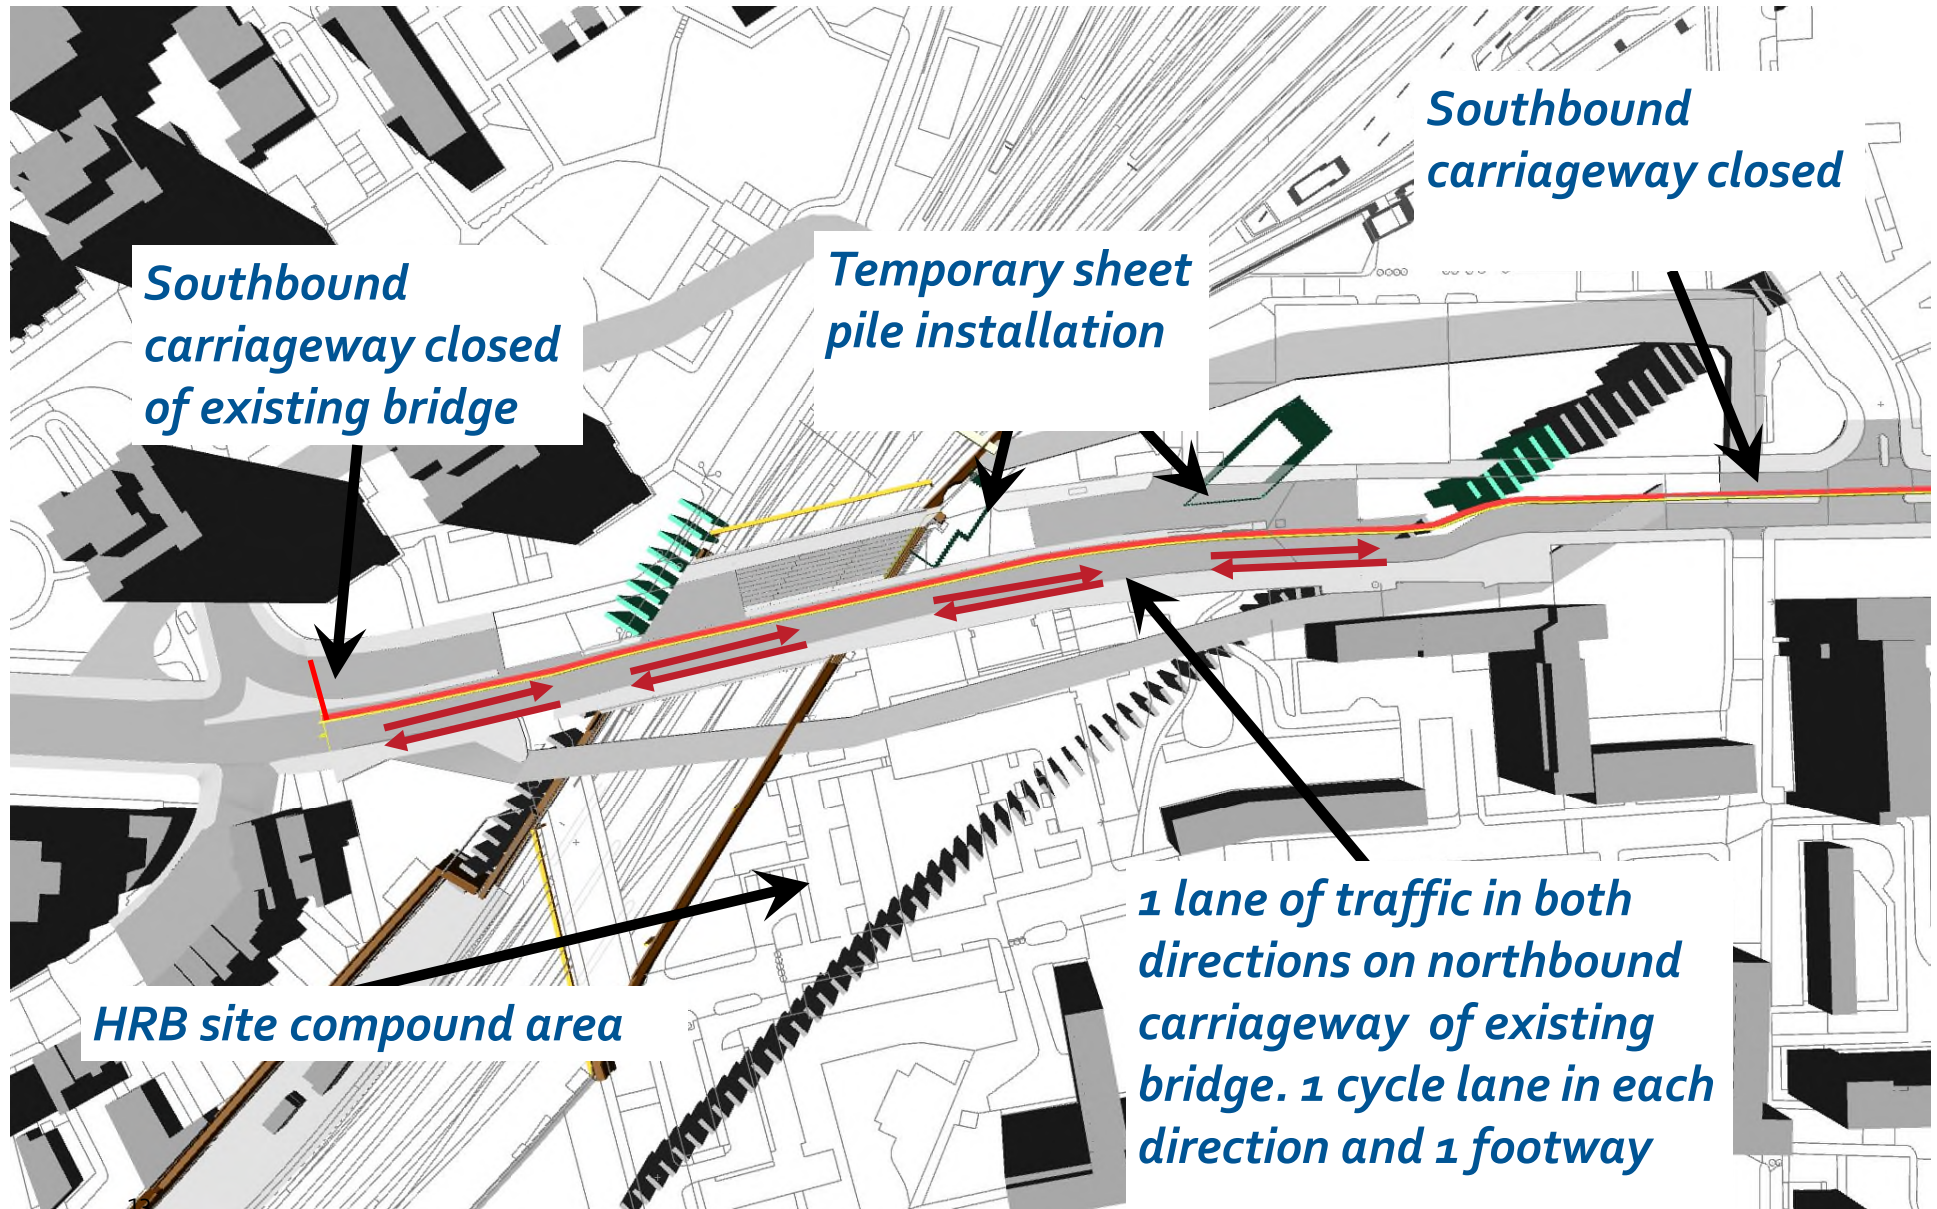 Southbound
carriageway closed
Southbound
carriageway closed
of existing bridge
Temporary sheet
pile installation
HRB site compound area
1 lane of traffic in both
directions on northbound
carriageway of existing
bridge. 1 cycle lane in each
direction and 1 footway